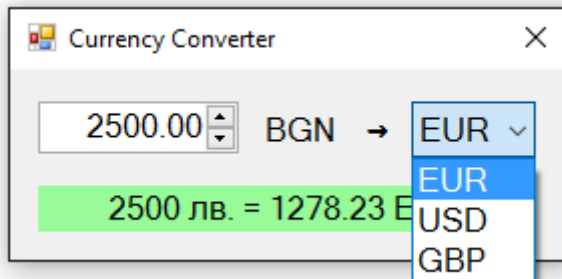 Currency Converter
2500.00 BGN → EUR
2500 лв. = 1278.23 E
EUR
USD
GBP